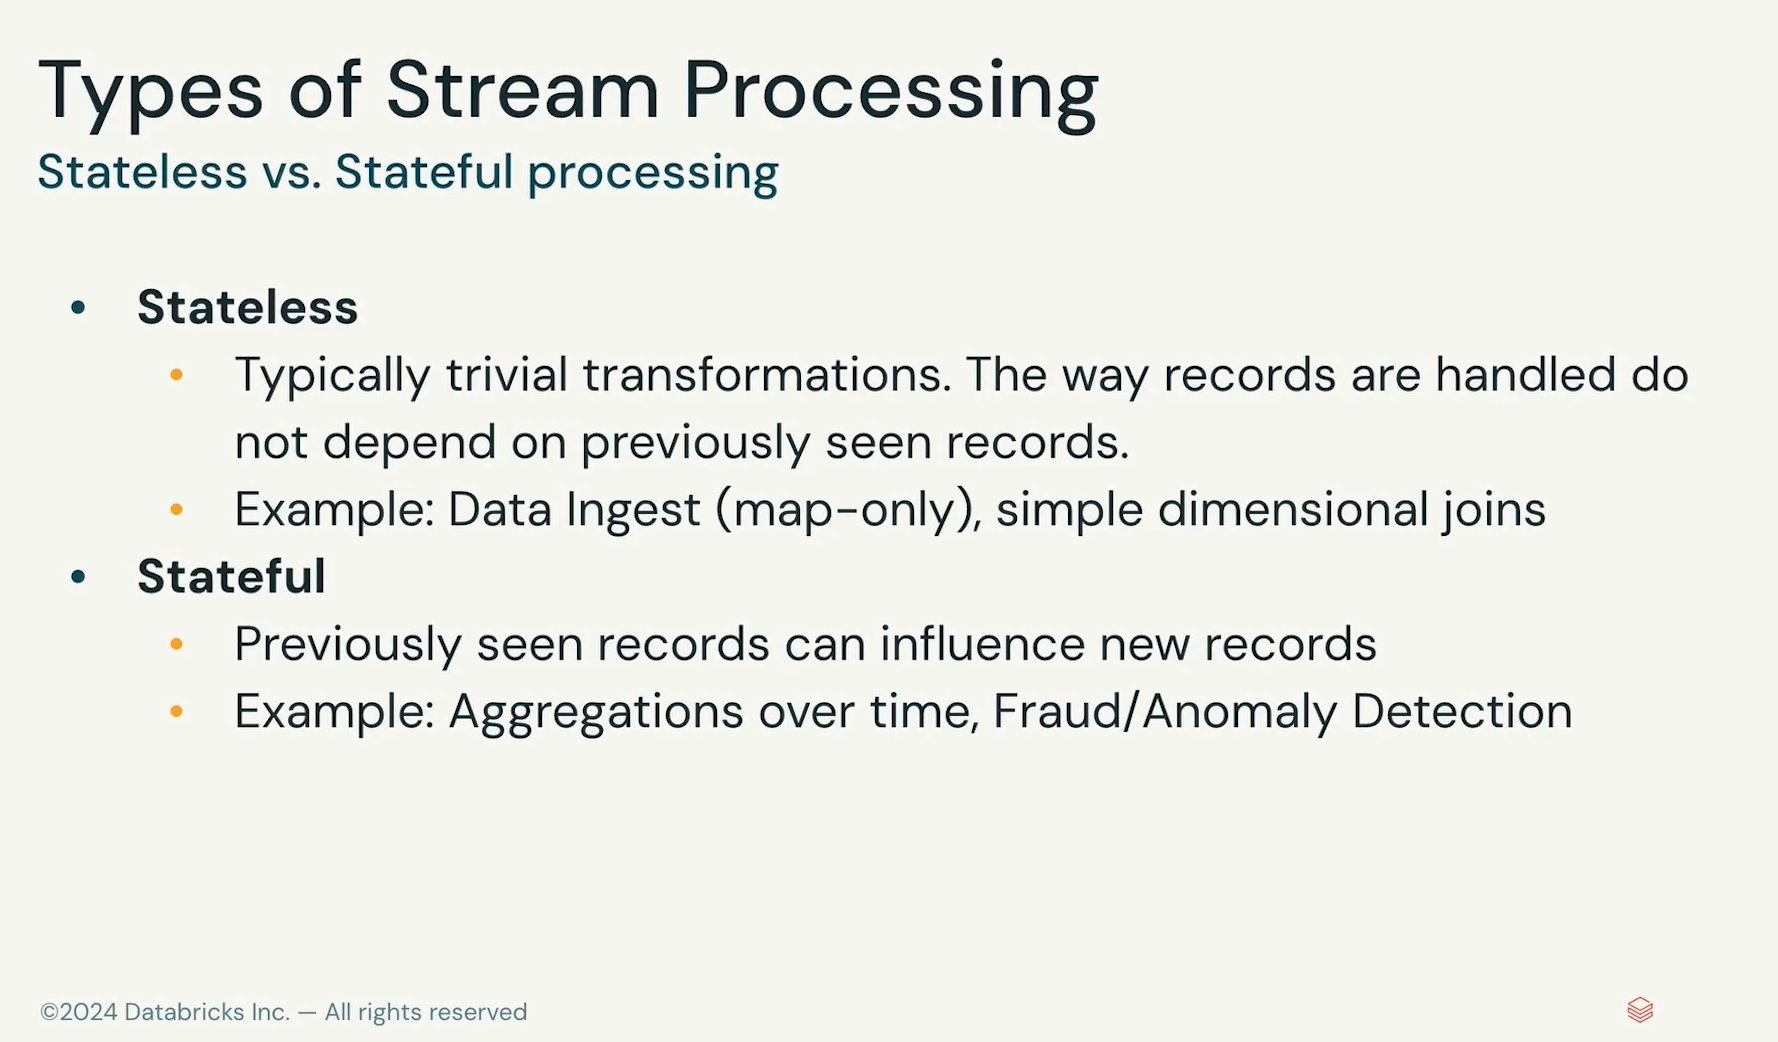 Types of Stream Processing
Stateless vs. Stateful processing
• Stateless
• Typically trivial transformations. The way records are handled do
not depend on previously seen records.
• Example: Data Ingest (map-only), simple dimensional joins
• Stateful
• Previously seen records can influence new records
• Example: Aggregations over time, Fraud/Anomaly Detection
©2024 Databricks Inc. — All rights reserved